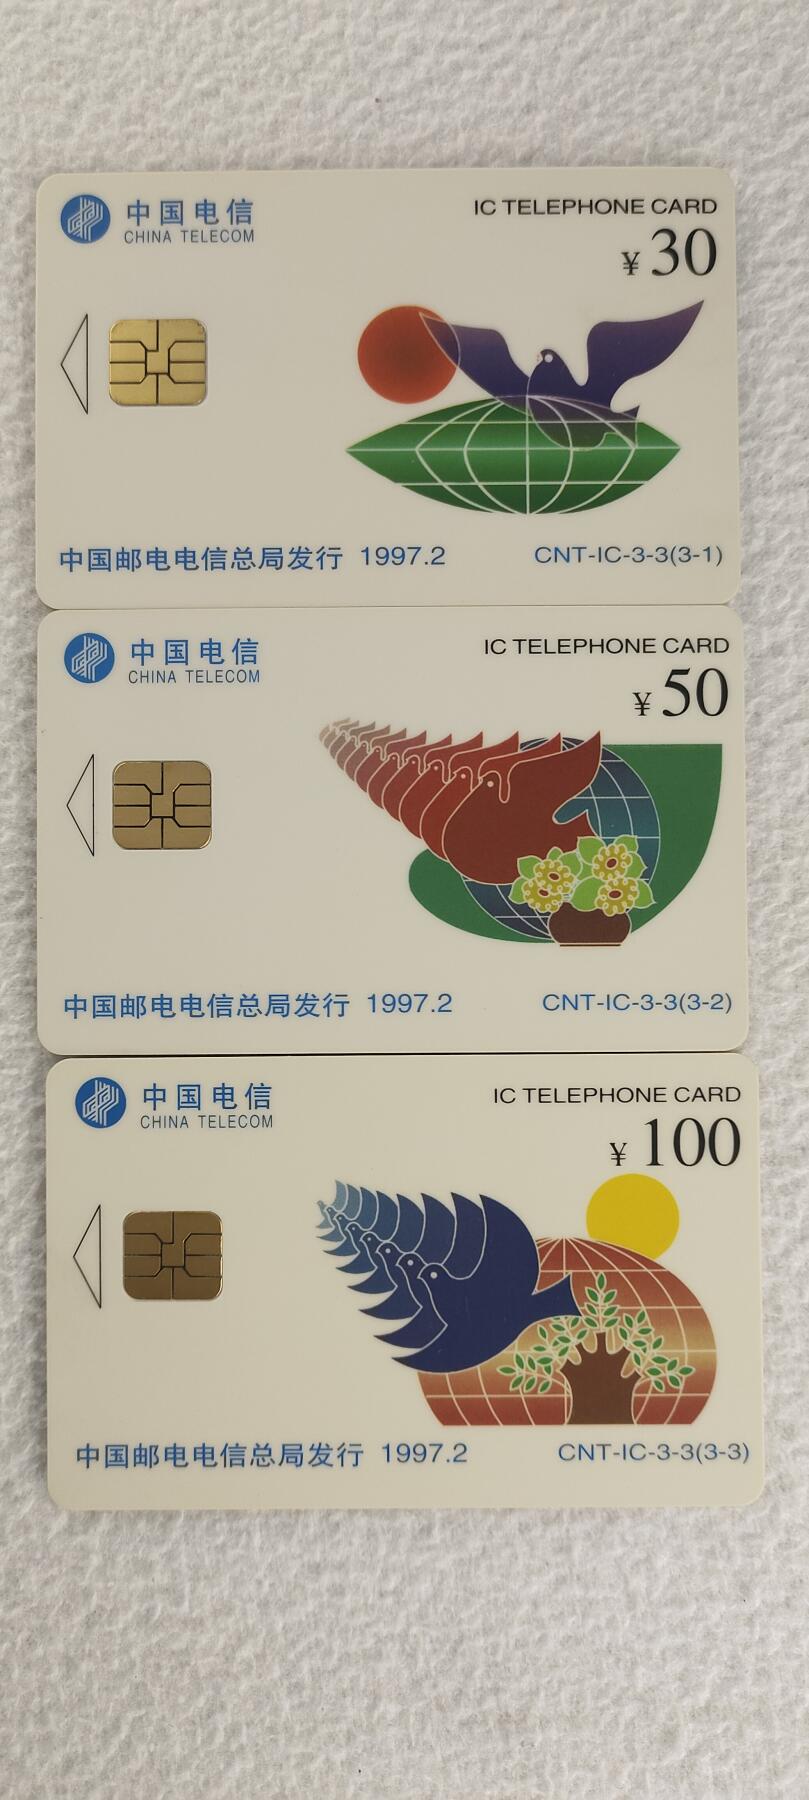 中国电信
CHINA TELECOM
IC TELEPHONE CARD
¥30
中国邮电电信总局发行 1997.2
CNT-IC-3-3(3-1)
中国电信
CHINA TELECOM
IC TELEPHONE CARD
¥50
中国邮电电信总局发行 1997.2
CNT-IC-3-3(3-2)
中国电信
CHINA TELECOM
IC TELEPHONE CARD
¥100
中国邮电电信总局发行 1997.2
CNT-IC-3-3(3-3)